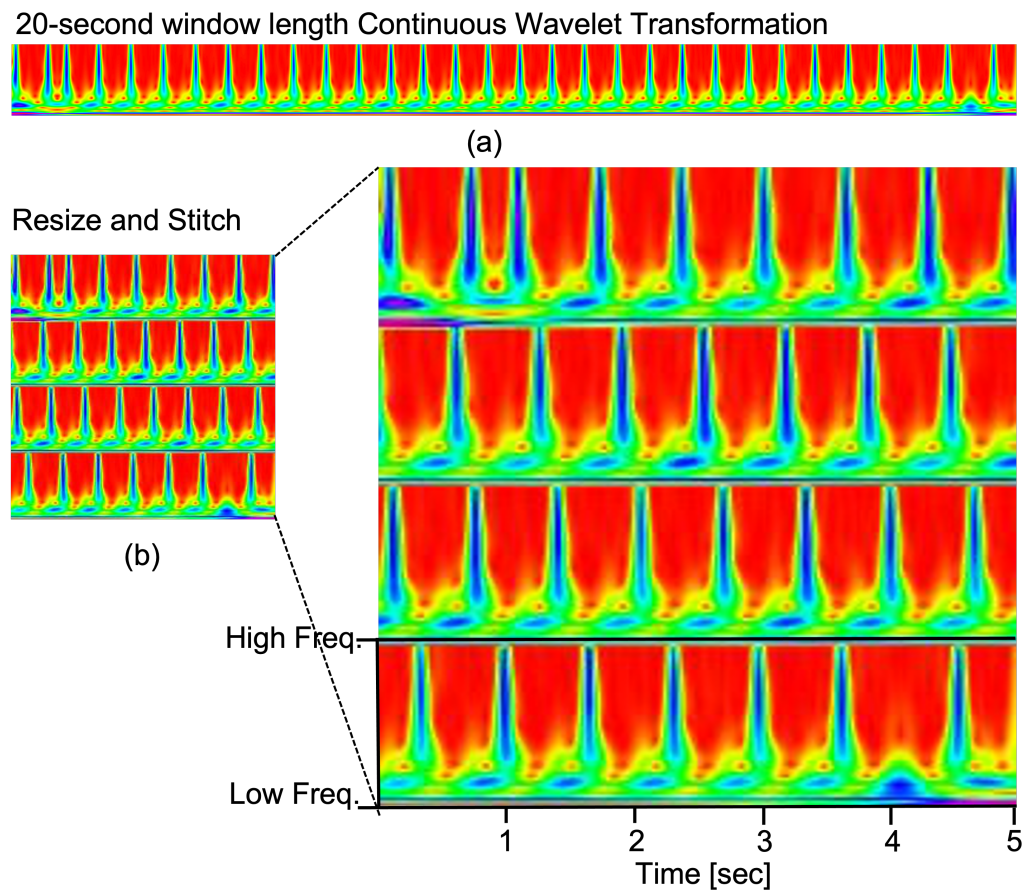 20-second window length Continuous Wavelet Transformation
(a)
Resize and Stitch
(b)
High Freq.
Low Freq.
1 2 3 4 5
Time [sec]